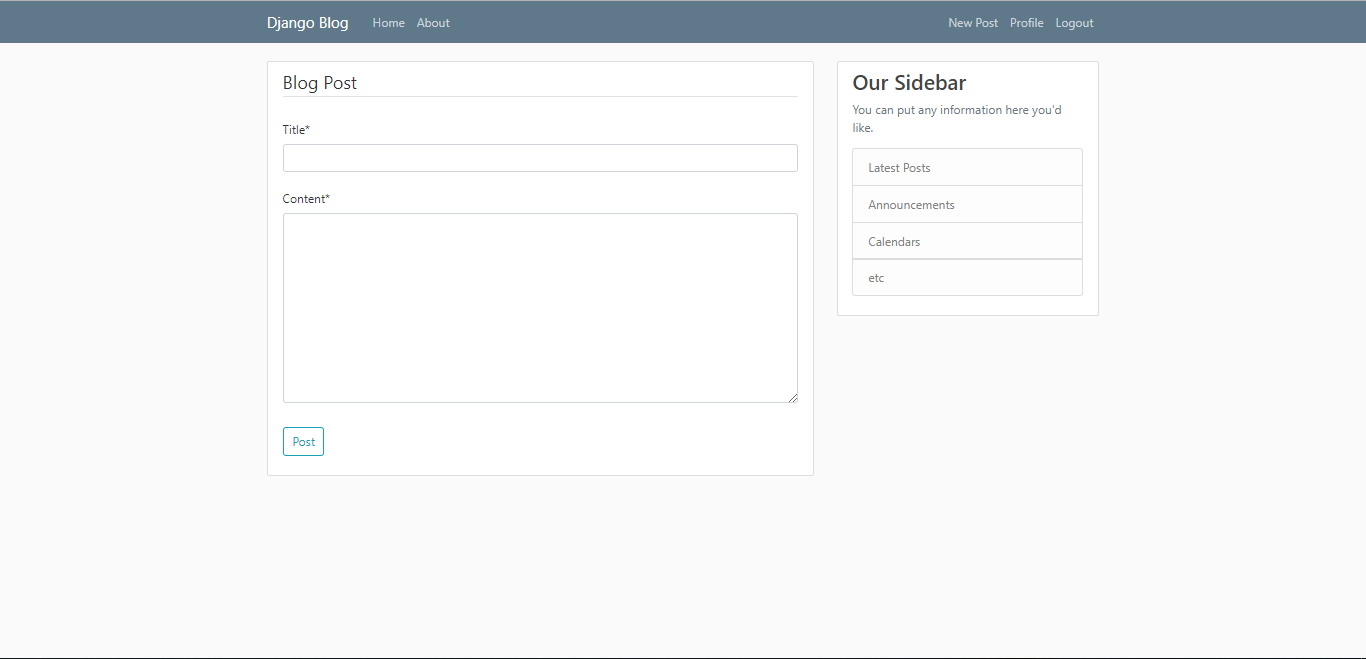 Django Blog Home About New Post Profile Logout
Blog Post
Title*
Content*
Post
Our Sidebar
You can put any information here you'd
like.
Latest Posts
Announcements
Calendars
etc